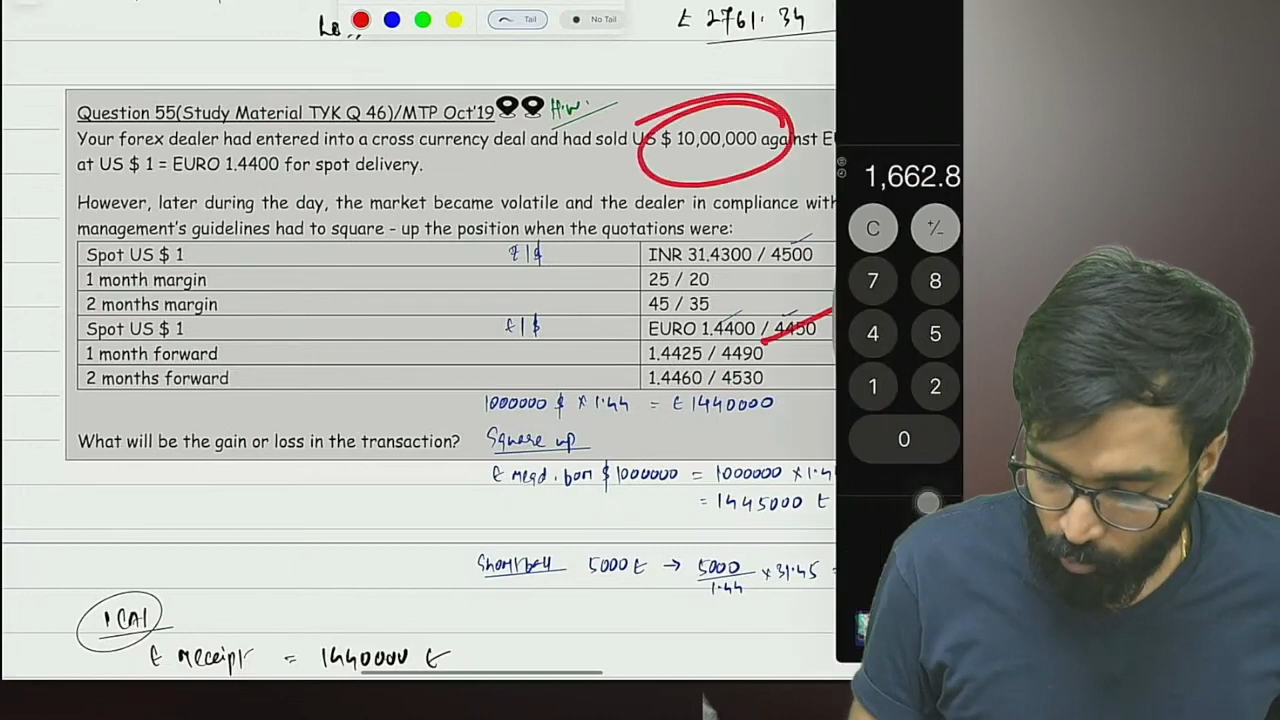 € 2761.34
Tail
No Tail
Question 55(Study Material TYK Q 46)/MTP Oct'19 H.W.
Your forex dealer had entered into a cross currency deal and had sold US $ 10,00,000 against EU
at US $ 1 = EURO 1.4400 for spot delivery.
However, later during the day, the market became volatile and the dealer in compliance with
management's guidelines had to square - up the position when the quotations were:
Spot US $ 1 ₹|$ INR 31.4300 / 4500
1 month margin 25 / 20
2 months margin 45 / 35
Spot US $ 1 €|$ EURO 1.4400 / 4450
1 month forward 1.4425 / 4490
2 months forward 1.4460 / 4530
1000000 $ × 1.44 = € 1440000
What will be the gain or loss in the transaction? Square up
€ $ 1000000 = 1000000 × 1.4
= 1445000 €
Shortfall 5000 € → 5000/1.44 × 31.45 =
ICAI
€ receipt = 1440000 €
1,662.8
C +/-
7 8
4 5
1 2
0